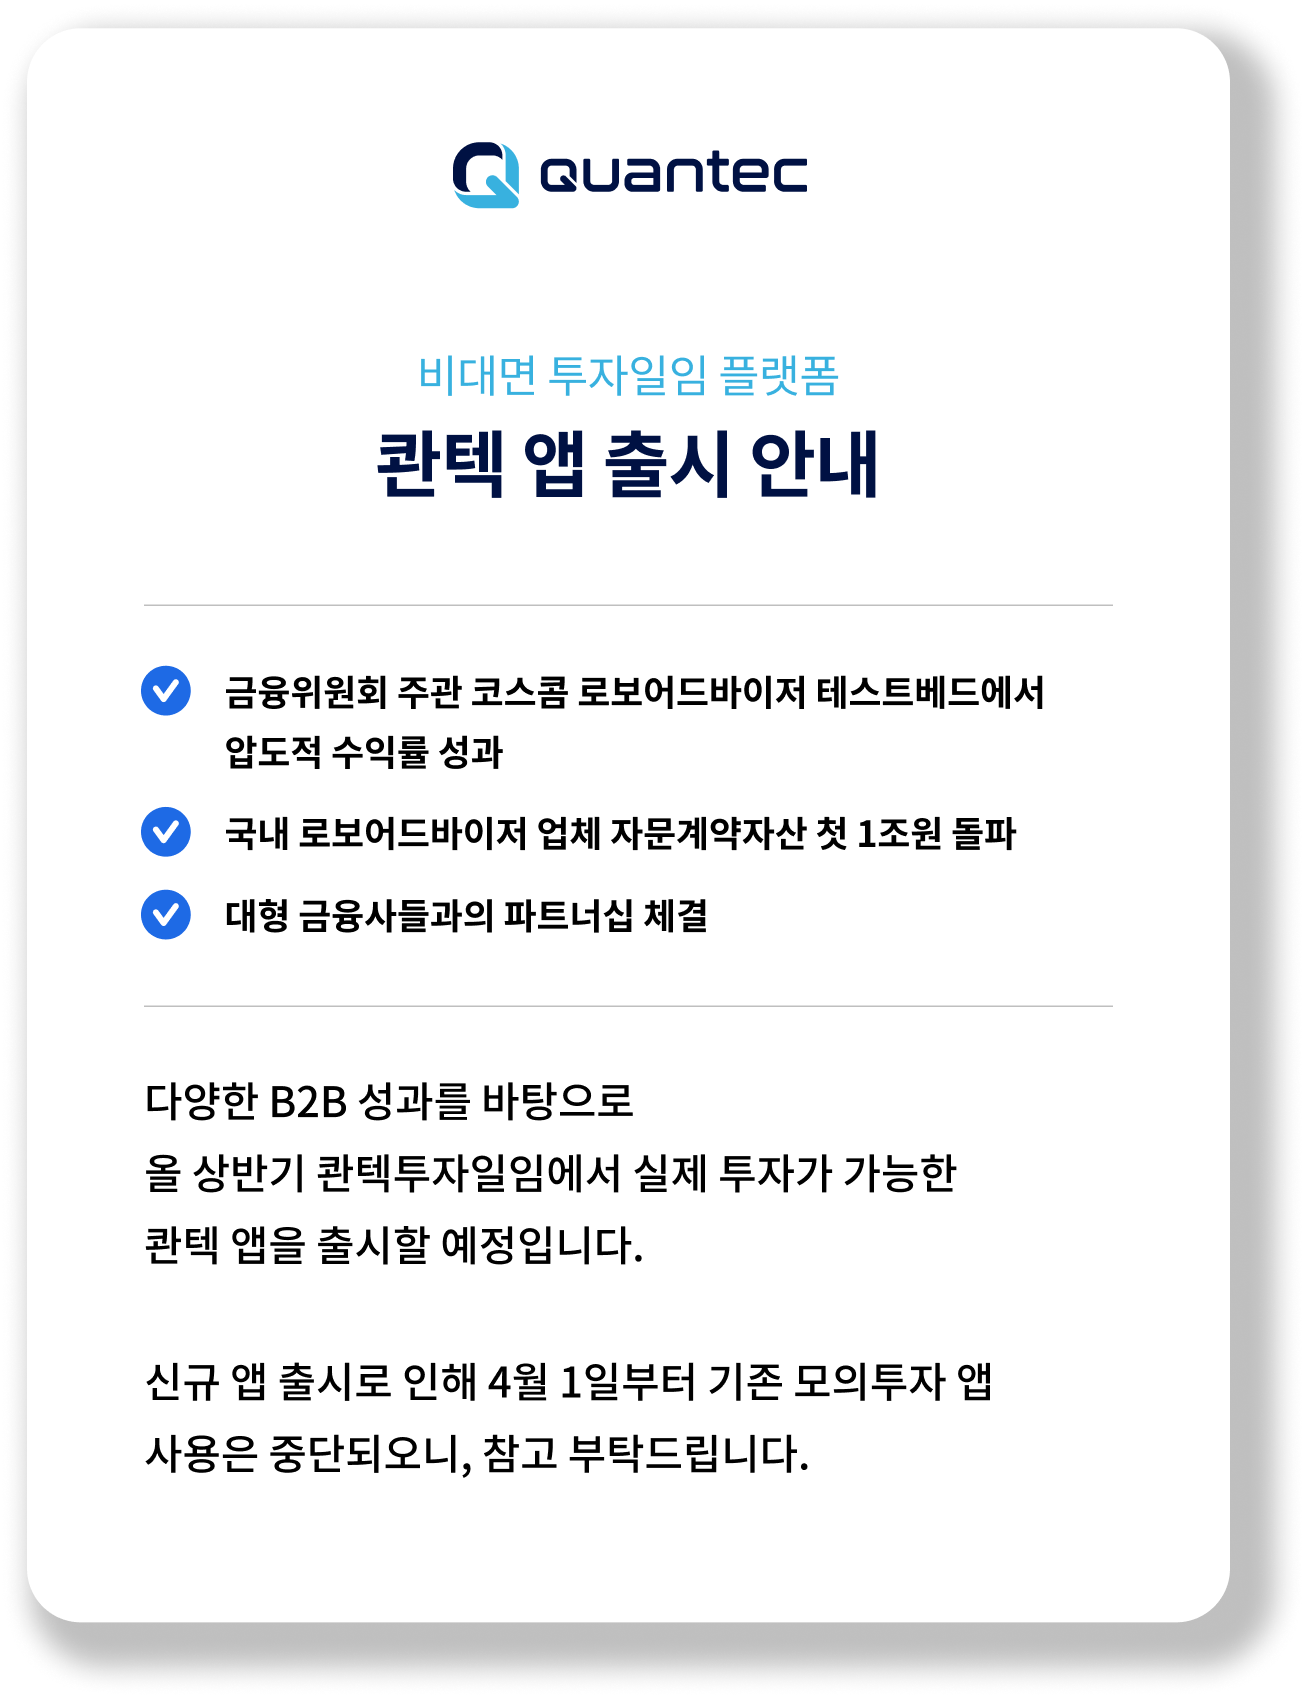 Quantec
비대면 투자일임 플랫폼
콴텍 앱 출시 안내
금융위원회 주관 코스콤 로보어드바이저 테스트베드에서
압도적 수익률 성과
국내 로보어드바이저 업체 자문계약자산 첫 1조원 돌파
대형 금융사들과의 파트너십 체결
다양한 B2B 성과를 바탕으로
올 상반기 콴텍투자일임에서 실제 투자가 가능한
콴텍 앱을 출시할 예정입니다.
신규 앱 출시로 인해 4월 1일부터 기존 모의투자 앱
사용은 중단되오니, 참고 부탁드립니다.